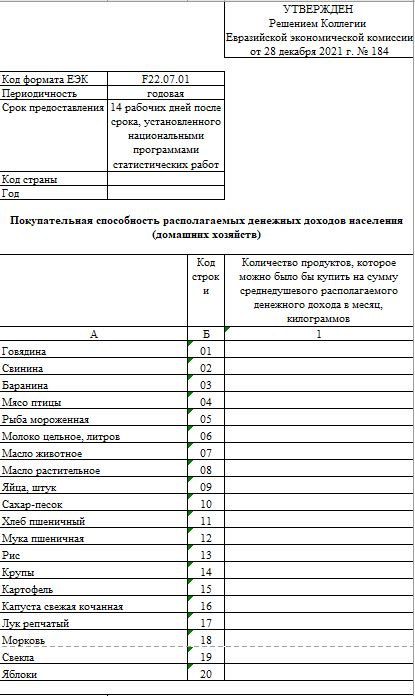 УТВЕРЖДЕН
Решением Коллегии
Евразийской экономической комиссии
от 28 декабря 2021 г. № 184
Код формата ЕЭК F22.07.01
Периодичность годовая
Срок предоставления 14 рабочих дней после
срока, установленного
национальными
программами
статистических работ
Код страны
Год
Покупательная способность располагаемых денежных доходов населения
(домашних хозяйств)
Код
строк
и
Количество продуктов, которое
можно было бы купить на сумму
среднедушевого располагаемого
денежного дохода в месяц,
килограммов
А Б 1
Говядина 01
Свинина 02
Баранина 03
Мясо птицы 04
Рыба мороженная 05
Молоко цельное, литров 06
Масло животное 07
Масло растительное 08
Яйца, штук 09
Сахар-песок 10
Хлеб пшеничный 11
Мука пшеничная 12
Рис 13
Крупы 14
Картофель 15
Капуста свежая кочанная 16
Лук репчатый 17
Морковь 18
Свекла 19
Яблоки 20